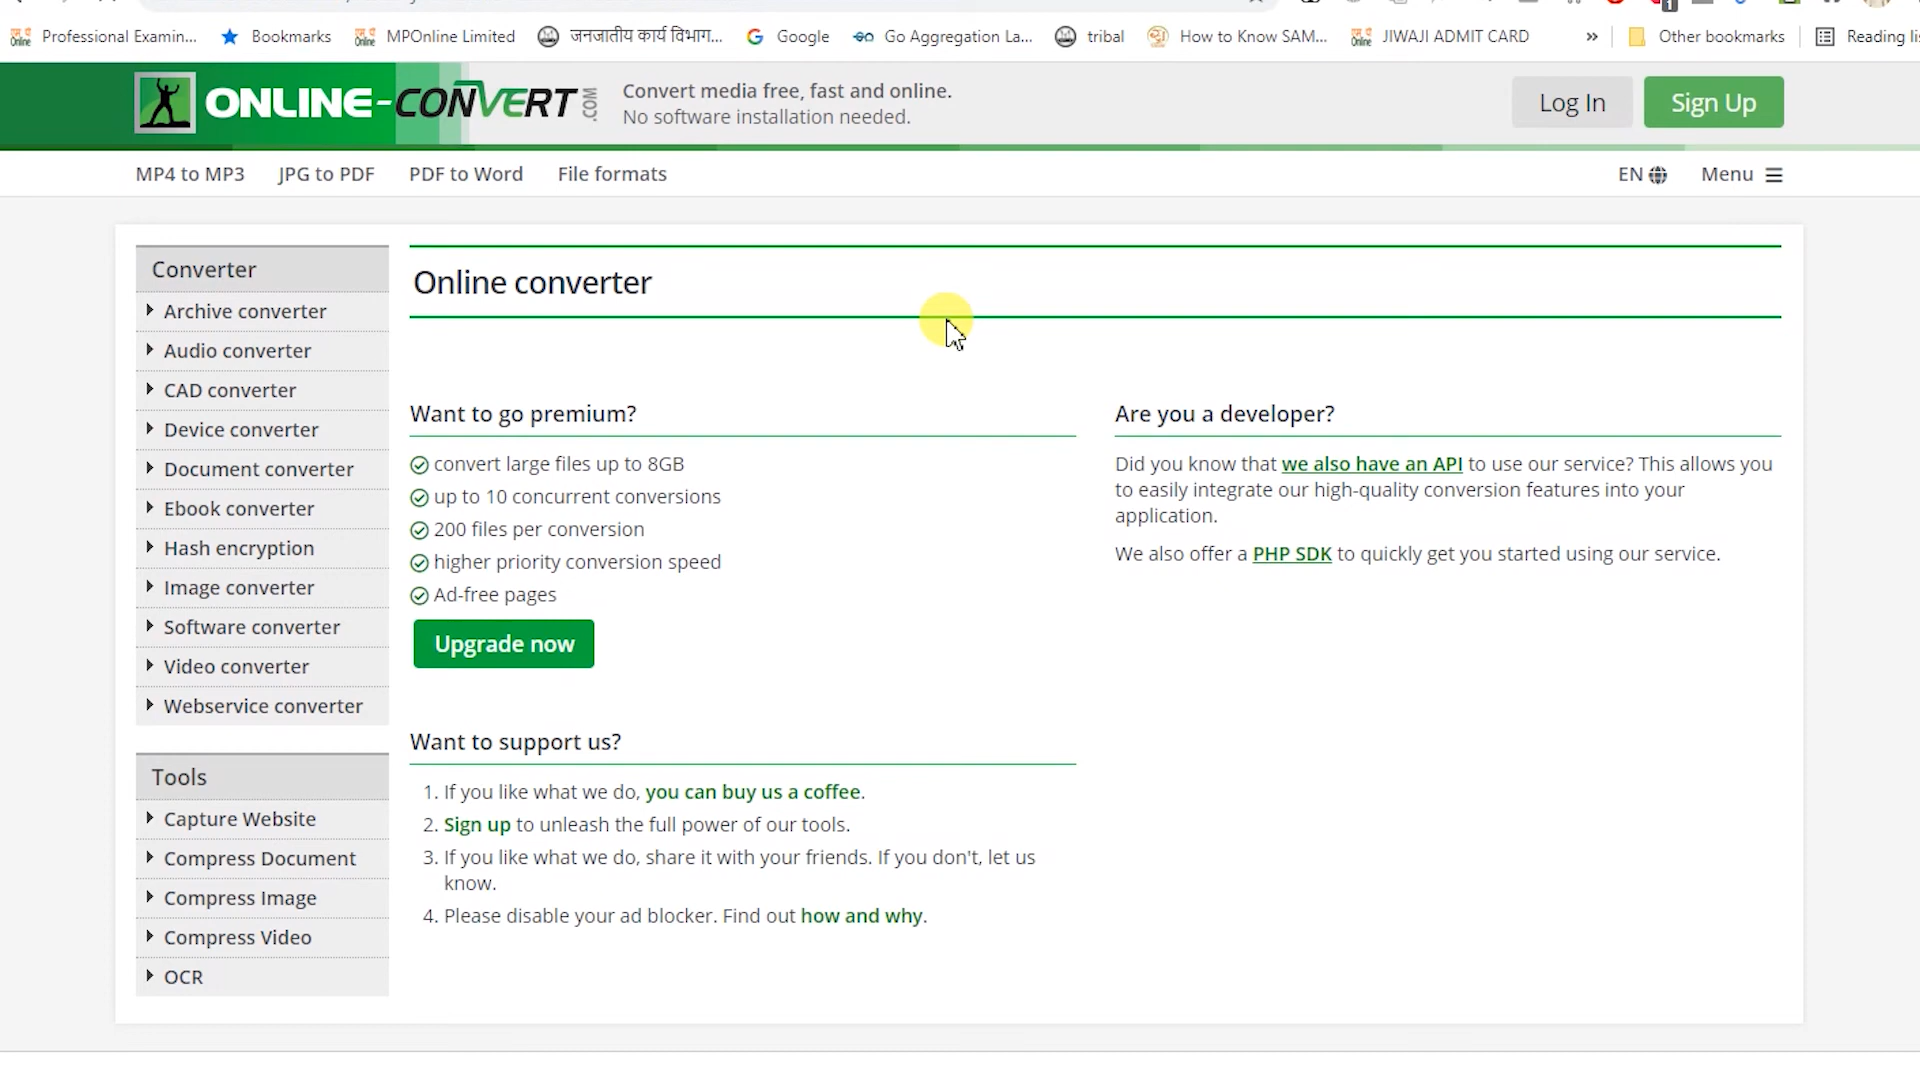 Professional Examin... Bookmarks MPOnline Limited जनजातीय कार्य विभाग... Google Go Aggregation La... tribal How to Know SAM... JIWAJI ADMIT CARD » Other bookmarks Reading lis
ONLINE-CONVERT.COM
Convert media free, fast and online.
No software installation needed.
Log In
Sign Up
MP4 to MP3 JPG to PDF PDF to Word File formats EN Menu
Converter
Archive converter
Audio converter
CAD converter
Device converter
Document converter
Ebook converter
Hash encryption
Image converter
Software converter
Video converter
Webservice converter
Tools
Capture Website
Compress Document
Compress Image
Compress Video
OCR
Online converter
Want to go premium?
convert large files up to 8GB
up to 10 concurrent conversions
200 files per conversion
higher priority conversion speed
Ad-free pages
Upgrade now
Want to support us?
1. If you like what we do, you can buy us a coffee.
2. Sign up to unleash the full power of our tools.
3. If you like what we do, share it with your friends. If you don't, let us
know.
4. Please disable your ad blocker. Find out how and why.
Are you a developer?
Did you know that we also have an API to use our service? This allows you
to easily integrate our high-quality conversion features into your
application.
We also offer a PHP SDK to quickly get you started using our service.